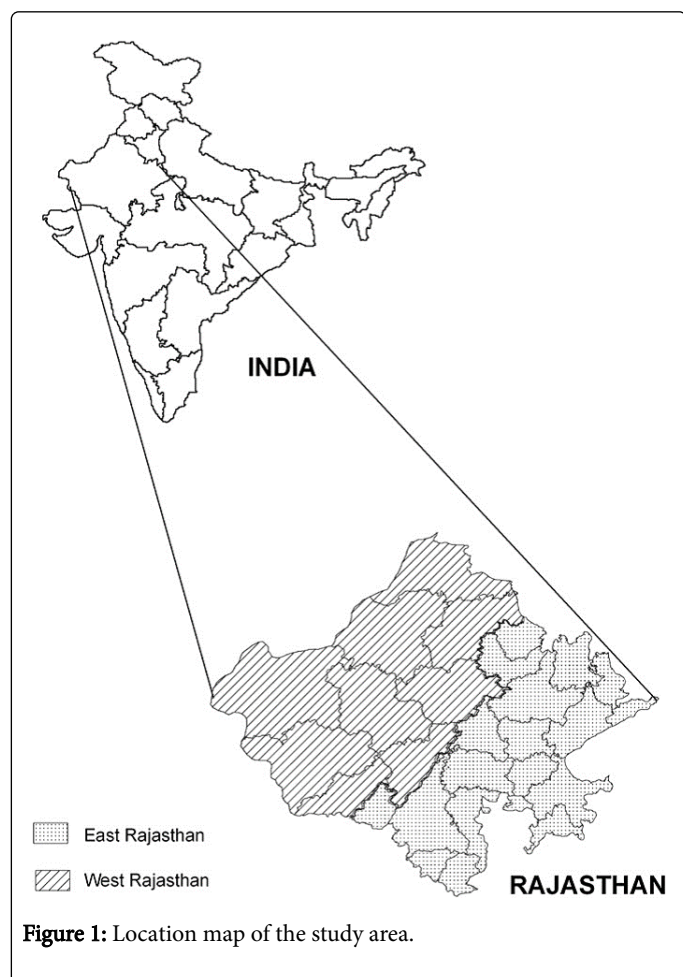 INDIA
East Rajasthan
West Rajasthan
RAJASTHAN
Figure 1: Location map of the study area.